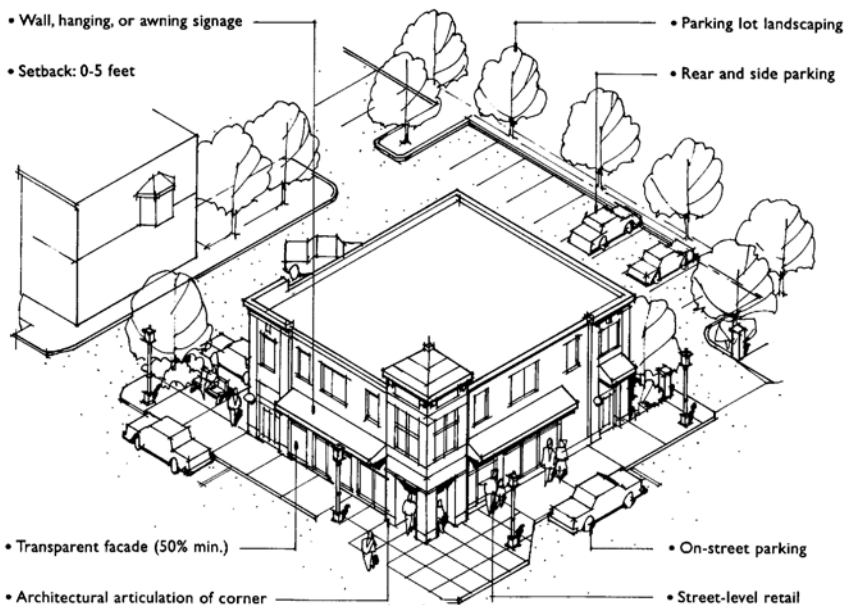 • Wall, hanging, or awning signage
• Setback: 0-5 feet
• Parking lot landscaping
• Rear and side parking
• Transparent facade (50% min.)
• Architectural articulation of corner
• On-street parking
• Street-level retail